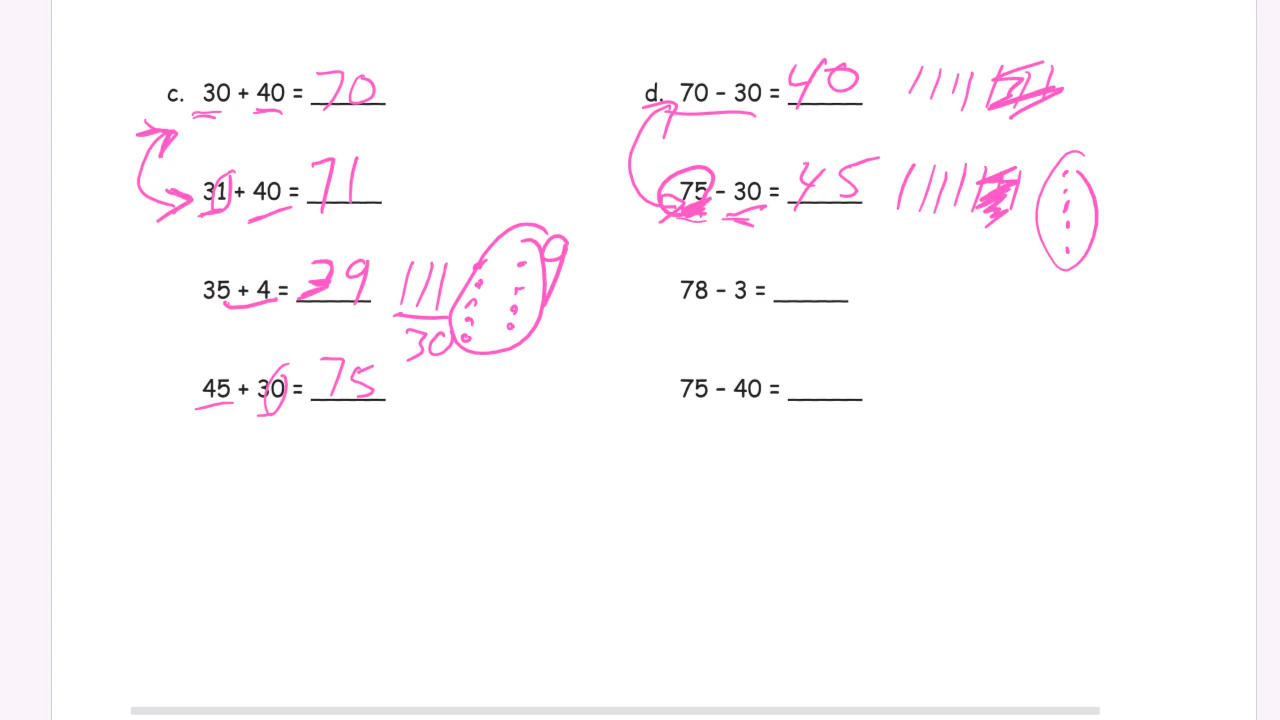 c. 30 + 40 = 70
31 + 40 = 71
35 + 4 = 39 30 9
45 + 30 = 75
d. 70 - 30 = 40
75 - 30 = 45
78 - 3 = ______
75 - 40 = ______